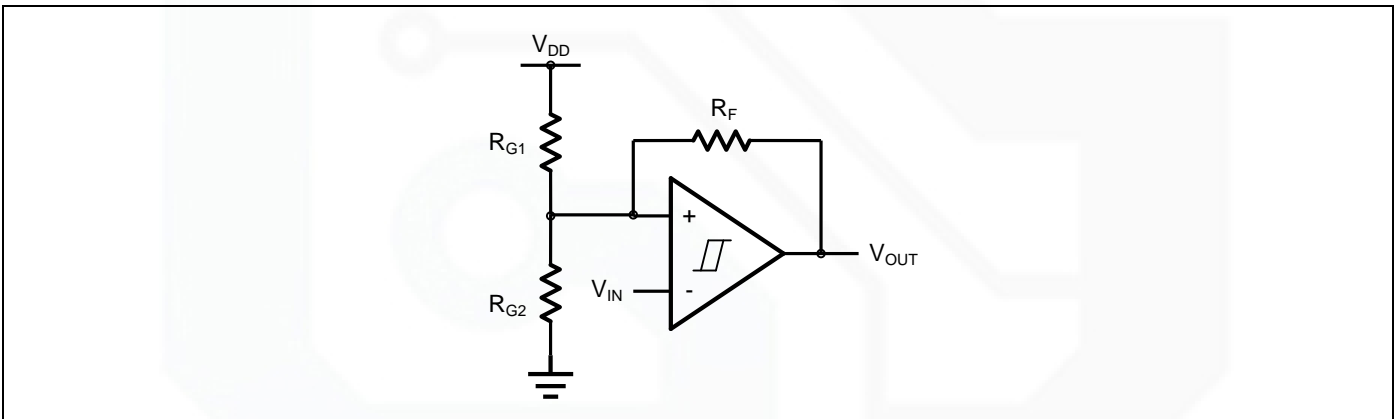 V_DD
R_F
R_G1
+
V_OUT
V_IN
-
R_G2